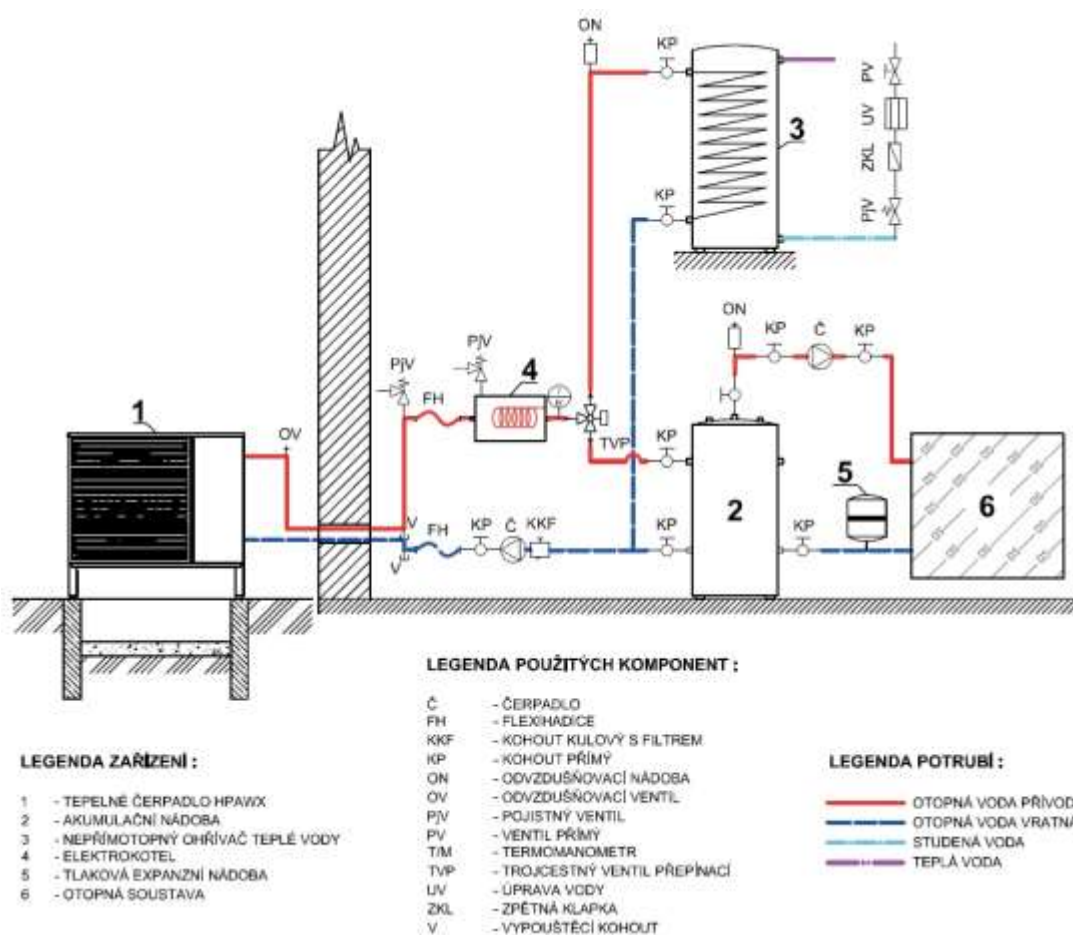 ON
KP
PV
UV
3
ZKL
KP
PjV
ON
KP
Č
KP
PjV
PjV
4
FH
1
OV
TVP
KP
5
2
6
V
FH
KP
Č
KKF
KP
KP
V
LEGENDA POUŽITÝCH KOMPONENT :
Č - ČERPADLO
FH - FLEXIHADICE
KKF - KOHOUT KULOVÝ S FILTREM
KP - KOHOUT PŘÍMÝ
ON - ODVZDUŠŇOVACÍ NÁDOBA
OV - ODVZDUŠŇOVACÍ VENTIL
PjV - POJISTNÝ VENTIL
PV - VENTIL PŘÍMÝ
T/M - TERMOMANOMETR
TVP - TROJCESTNÝ VENTIL PŘEPÍNACÍ
UV - ÚPRAVA VODY
ZKL - ZPĚTNÁ KLAPKA
V - VYPOUŠTĚCÍ KOHOUT
LEGENDA ZAŘÍZENÍ :
1 - TEPELNÉ ČERPADLO HPAWX
2 - AKUMULAČNÍ NÁDOBA
3 - NEPŘÍMOTOPNÝ OHŘÍVAČ TEPLÉ VODY
4 - ELEKTROKOTEL
5 - TLAKOVÁ EXPANZNÍ NÁDOBA
6 - OTOPNÁ SOUSTAVA
LEGENDA POTRUBÍ :
OTOPNÁ VODA PŘÍVOD
OTOPNÁ VODA VRATNÁ
STUDENÁ VODA
TEPLÁ VODA